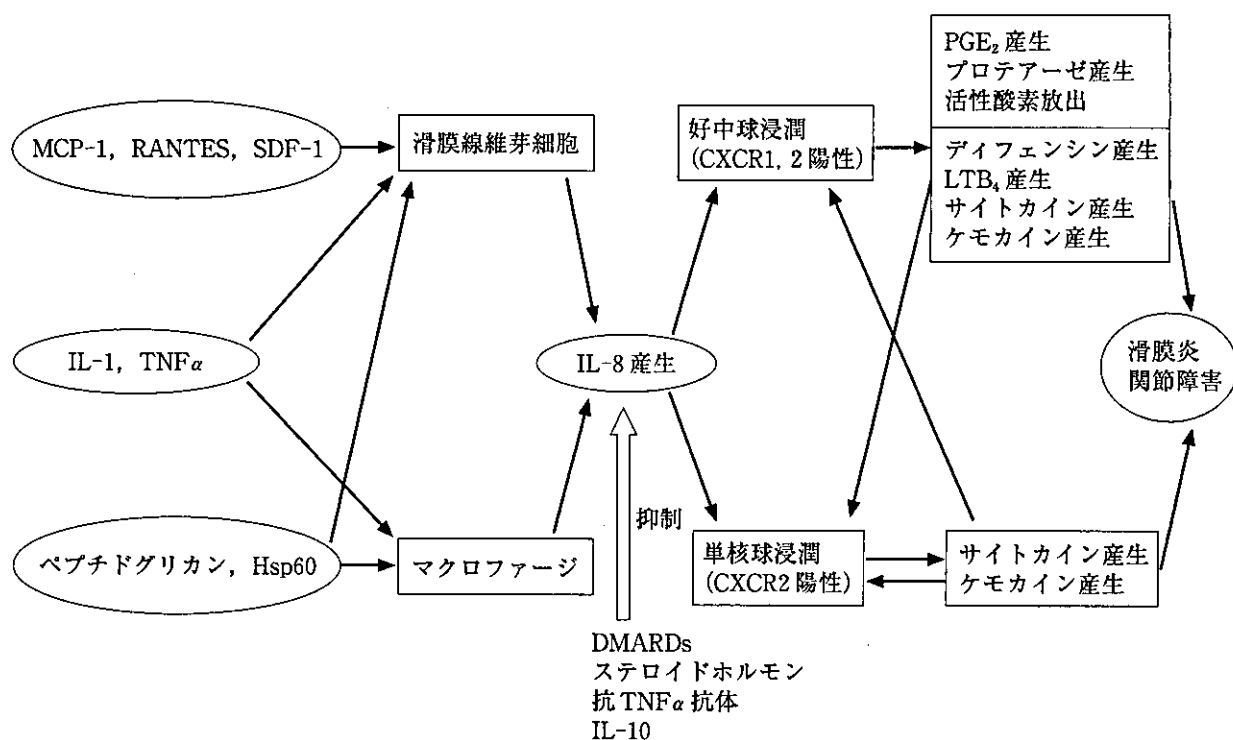 MCP-1, RANTES, SDF-1
滑膜線維芽細胞
好中球浸潤
(CXCR1, 2 陽性)
PGE₂ 産生
プロテアーゼ産生
活性酸素放出
ディフェンシン産生
LTB₄ 産生
サイトカイン産生
ケモカイン産生
IL-1, TNFα
IL-8 産生
滑膜炎
関節障害
抑制
ペプチドグリカン, Hsp60
マクロファージ
単核球浸潤
(CXCR2 陽性)
サイトカイン産生
ケモカイン産生
DMARDs
ステロイドホルモン
抗 TNFα 抗体
IL-10